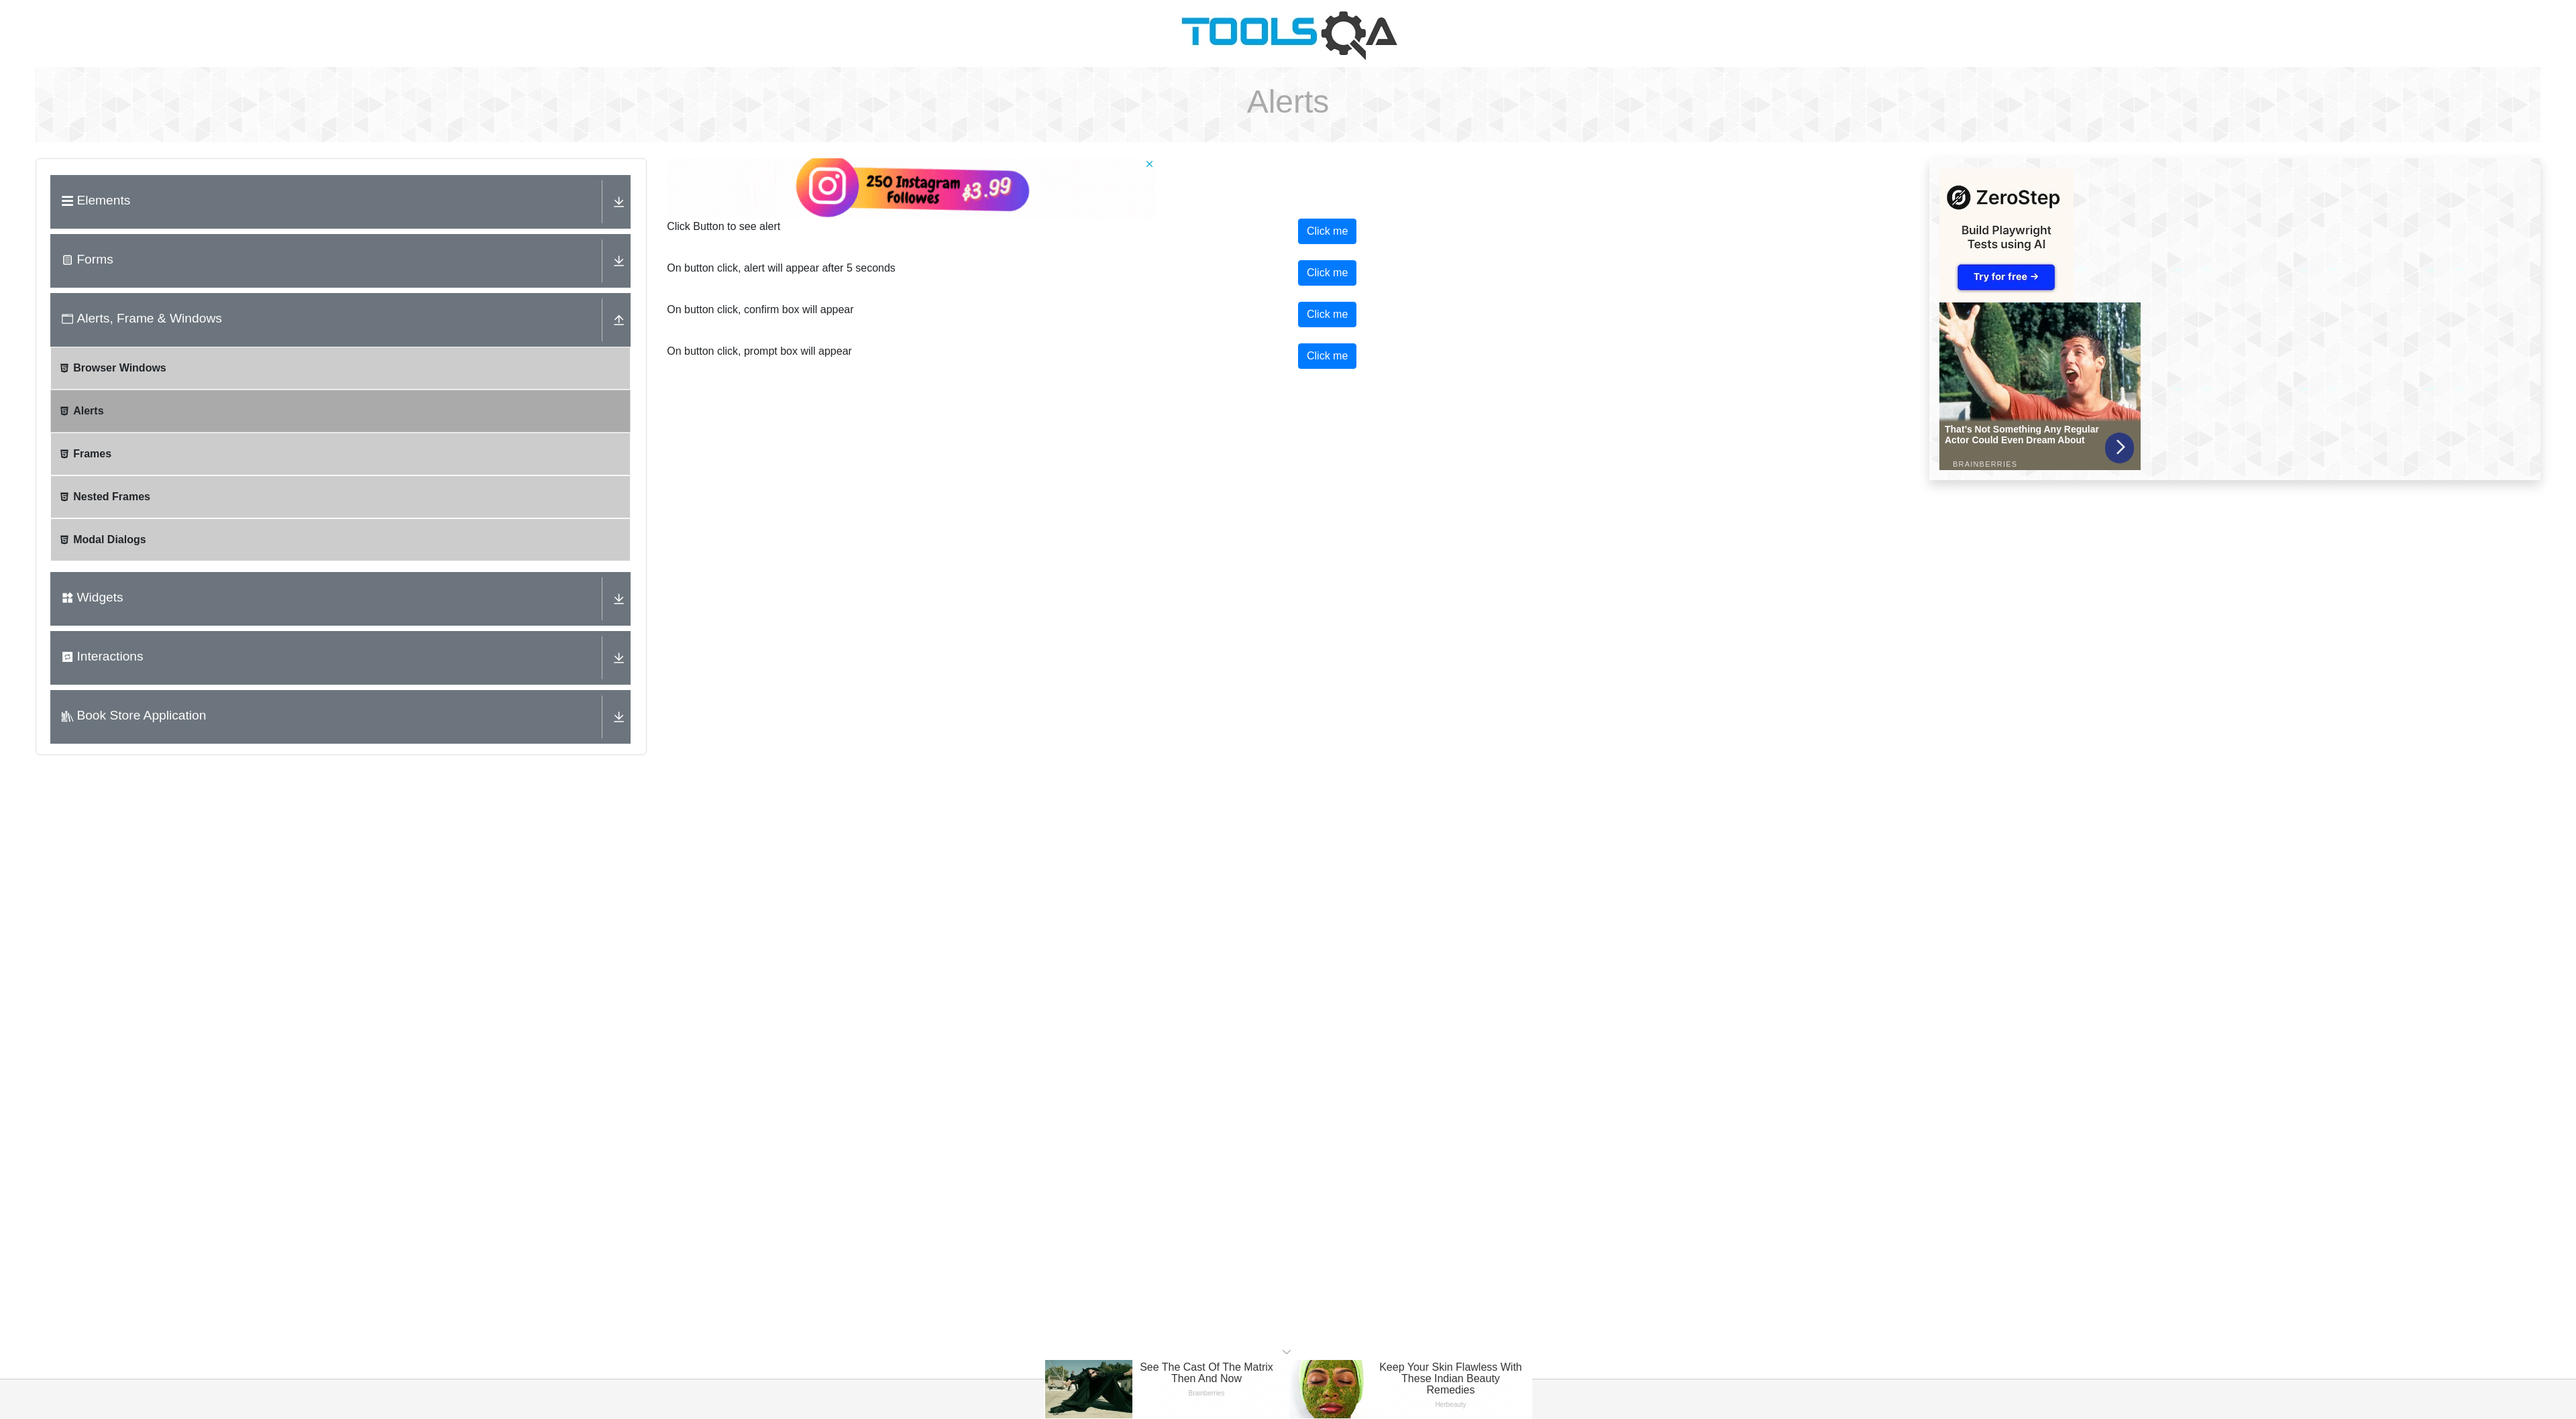 TOOLSQA
Alerts
Elements
Forms
Alerts, Frame & Windows
Browser Windows
Alerts
Frames
Nested Frames
Modal Dialogs
Widgets
Interactions
Book Store Application
250 Instagram
Followes
$3.99
Click Button to see alert
Click me
On button click, alert will appear after 5 seconds
Click me
On button click, confirm box will appear
Click me
On button click, prompt box will appear
Click me
ZeroStep
Build Playwright
Tests using AI
Try for free →
That's Not Something Any Regular
Actor Could Even Dream About
BRAINBERRIES
See The Cast Of The Matrix
Then And Now
Brainberries
Keep Your Skin Flawless With
These Indian Beauty
Remedies
Herbeauty